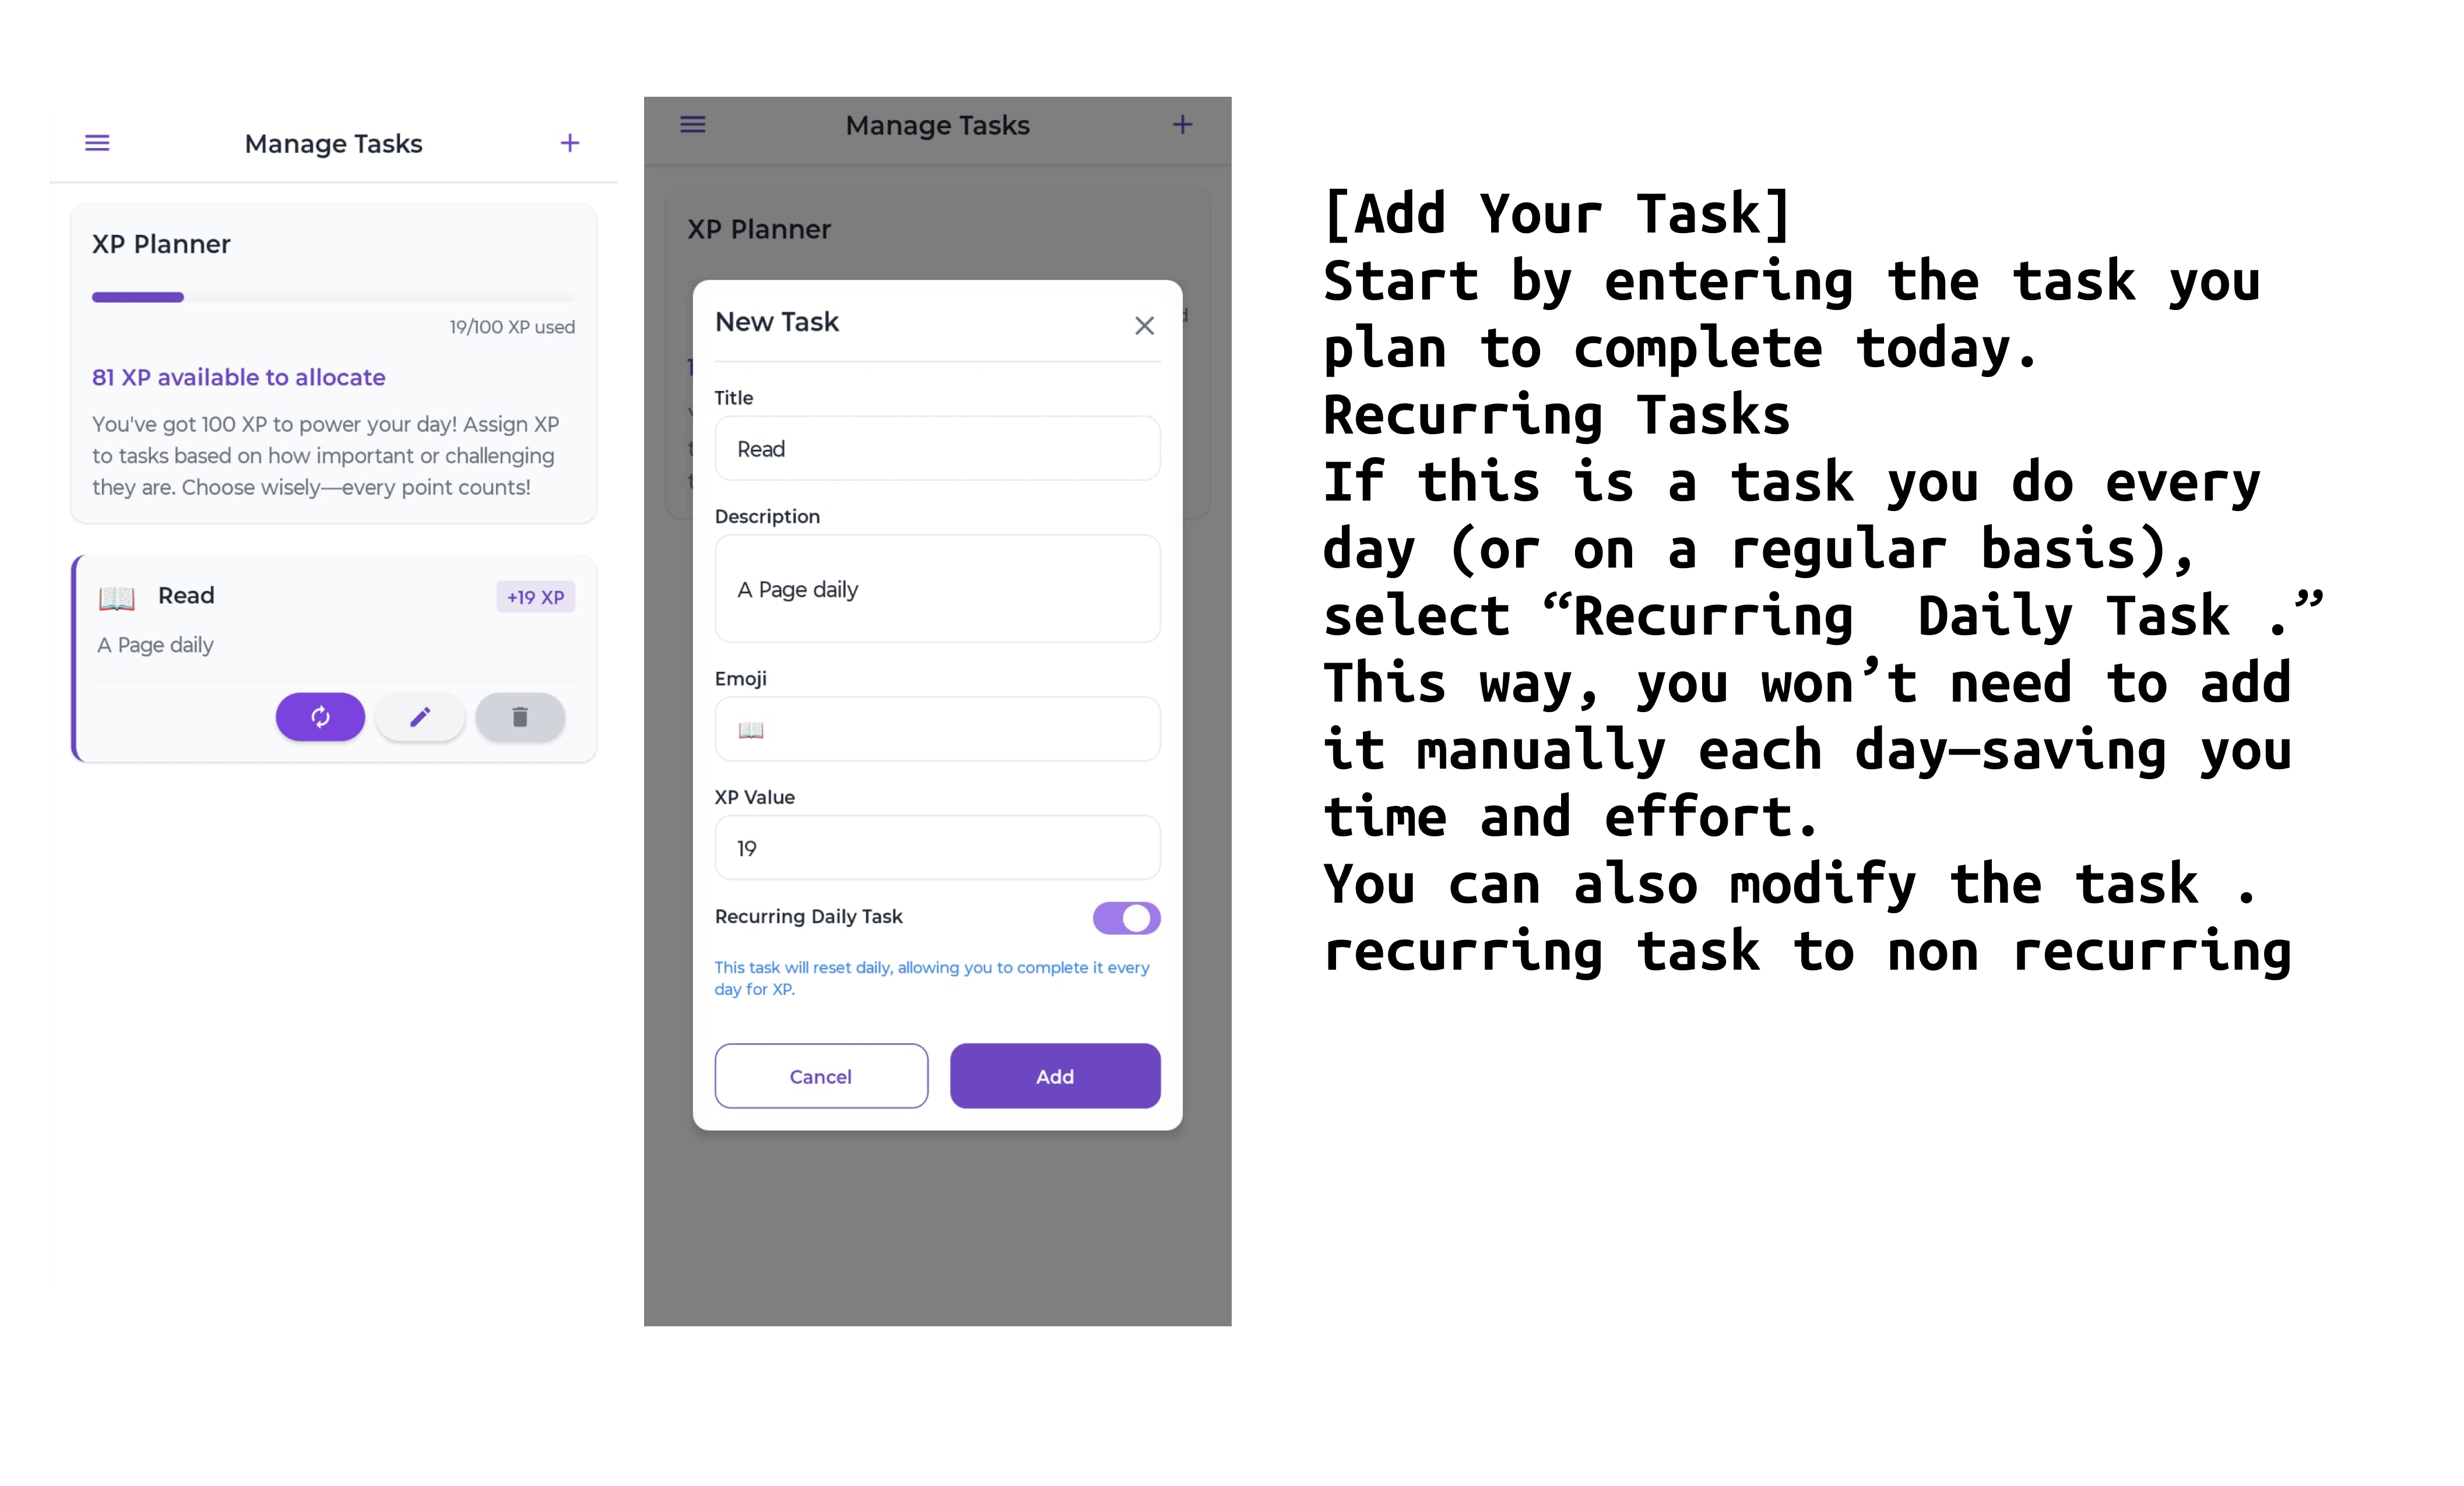 Manage Tasks
XP Planner
19/100 XP used
81 XP available to allocate
You've got 100 XP to power your day! Assign XP
to tasks based on how important or challenging
they are. Choose wisely—every point counts!
📖 Read
+19 XP
A Page daily
Manage Tasks
XP Planner
New Task
Title
Read
Description
A Page daily
Emoji
📖
XP Value
19
Recurring Daily Task
This task will reset daily, allowing you to complete it every
day for XP.
Cancel
Add
[Add Your Task]
Start by entering the task you
plan to complete today.
Recurring Tasks
If this is a task you do every
day (or on a regular basis),
select “Recurring  Daily Task .”
This way, you won’t need to add
it manually each day—saving you
time and effort.
You can also modify the task .
recurring task to non recurring